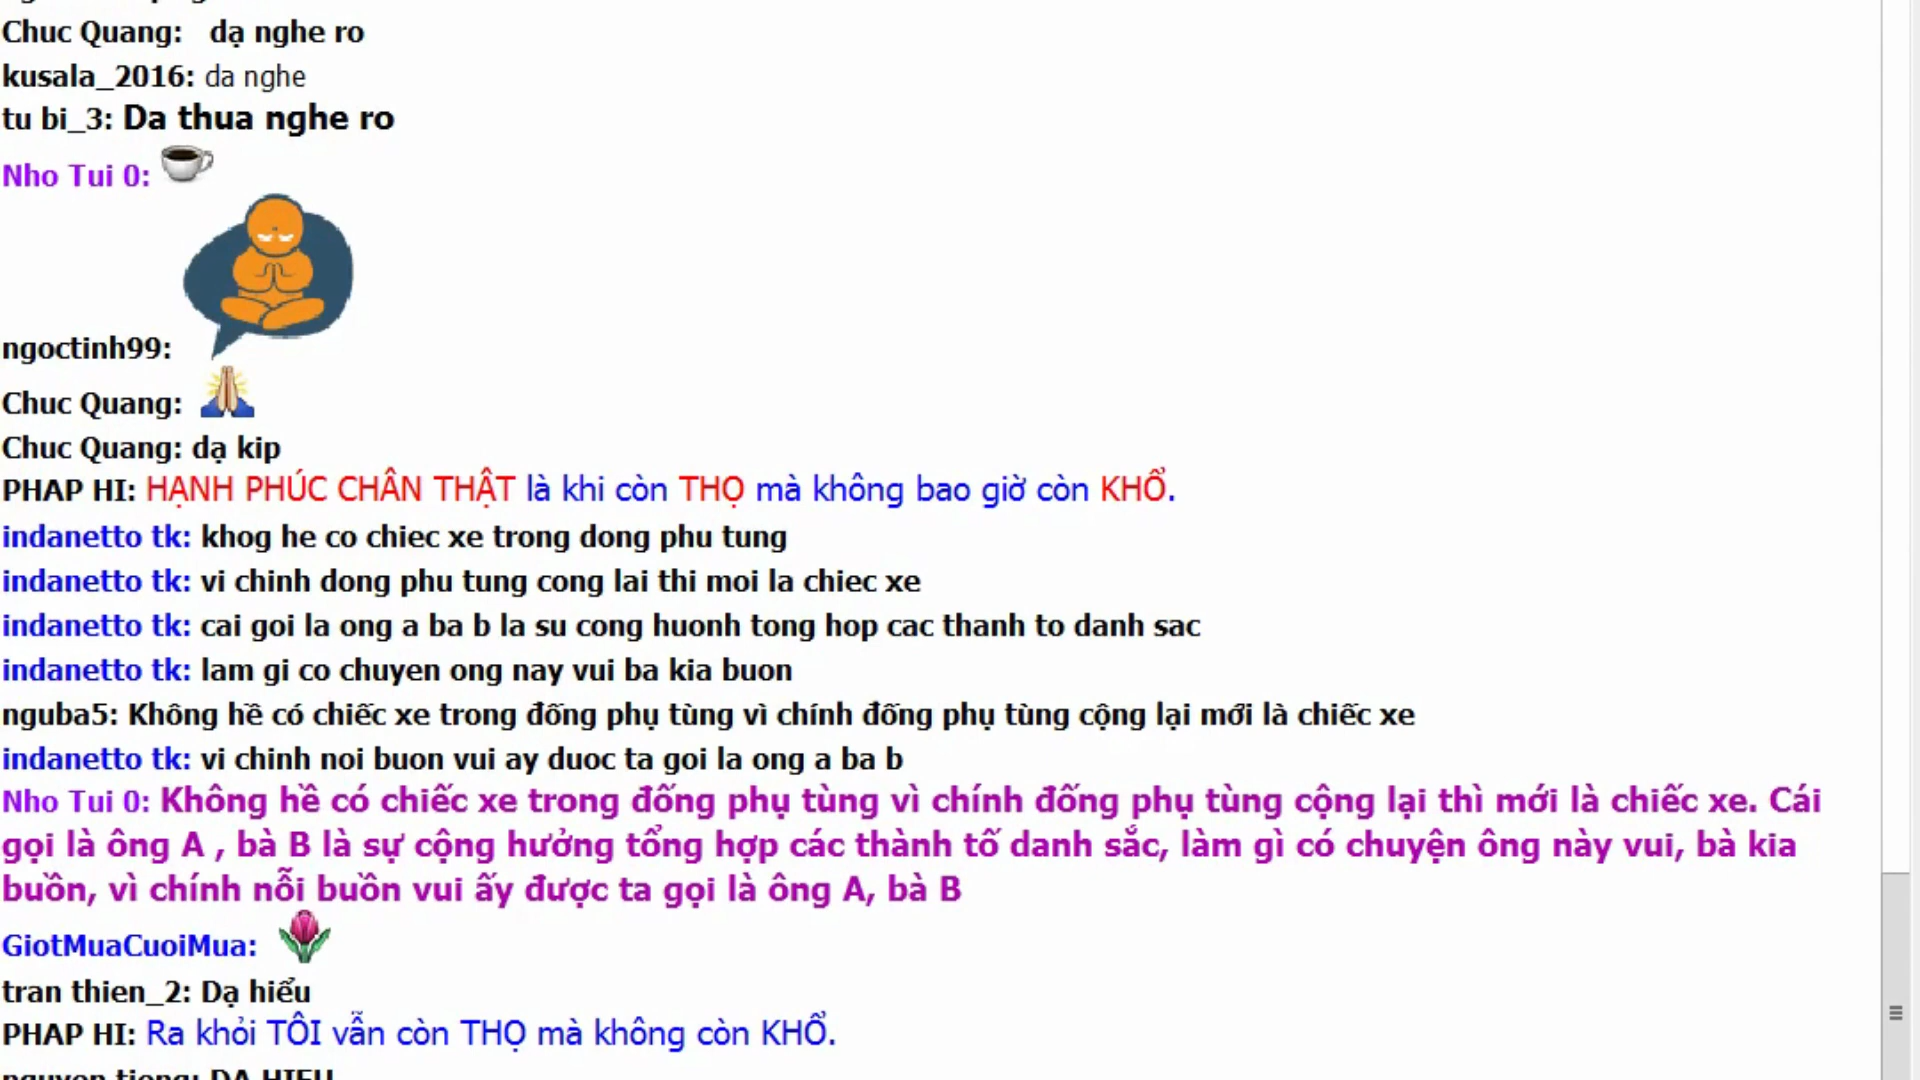 Chuc Quang: dạ nghe ro
kusala_2016: da nghe
tu bi_3: Da thua nghe ro
Nho Tui 0:
ngoctinh99:
Chuc Quang:
Chuc Quang: dạ kip
PHAP HI: HẠNH PHÚC CHÂN THẬT là khi còn THỌ mà không bao giờ còn KHỔ.
indanetto tk: khog he co chiec xe trong dong phu tung
indanetto tk: vi chinh dong phu tung cong lai thi moi la chiec xe
indanetto tk: cai goi la ong a ba b la su cong huonh tong hop cac thanh to danh sac
indanetto tk: lam gi co chuyen ong nay vui ba kia buon
nguba5: Không hề có chiếc xe trong đống phụ tùng vì chính đống phụ tùng cộng lại mới là chiếc xe
indanetto tk: vi chinh noi buon vui ay duoc ta goi la ong a ba b
Nho Tui 0: Không hề có chiếc xe trong đống phụ tùng vì chính đống phụ tùng cộng lại thì mới là chiếc xe. Cái
gọi là ông A , bà B là sự cộng hưởng tổng hợp các thành tố danh sắc, làm gì có chuyện ông này vui, bà kia
buồn, vì chính nỗi buồn vui ấy được ta gọi là ông A, bà B
GiotMuaCuoiMua:
tran thien_2: Dạ hiểu
PHAP HI: Ra khỏi TÔI vẫn còn THỌ mà không còn KHỔ.
nguyen tieng: DA HIEU